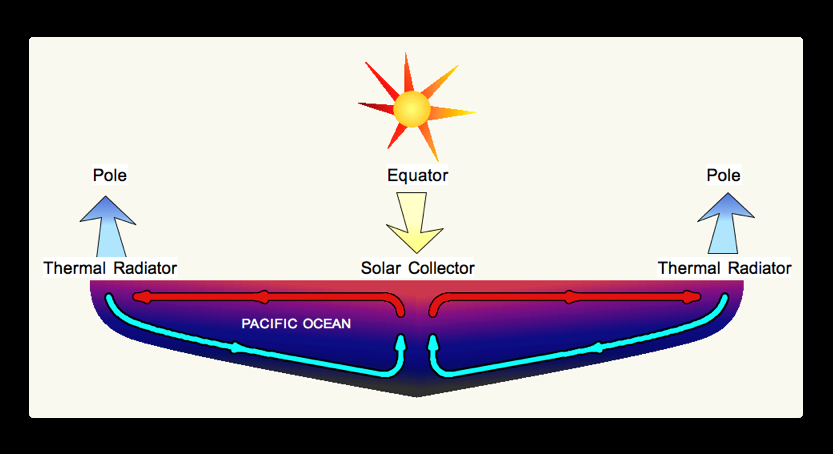 Pole
Equator
Pole
Thermal Radiator
Solar Collector
Thermal Radiator
PACIFIC OCEAN